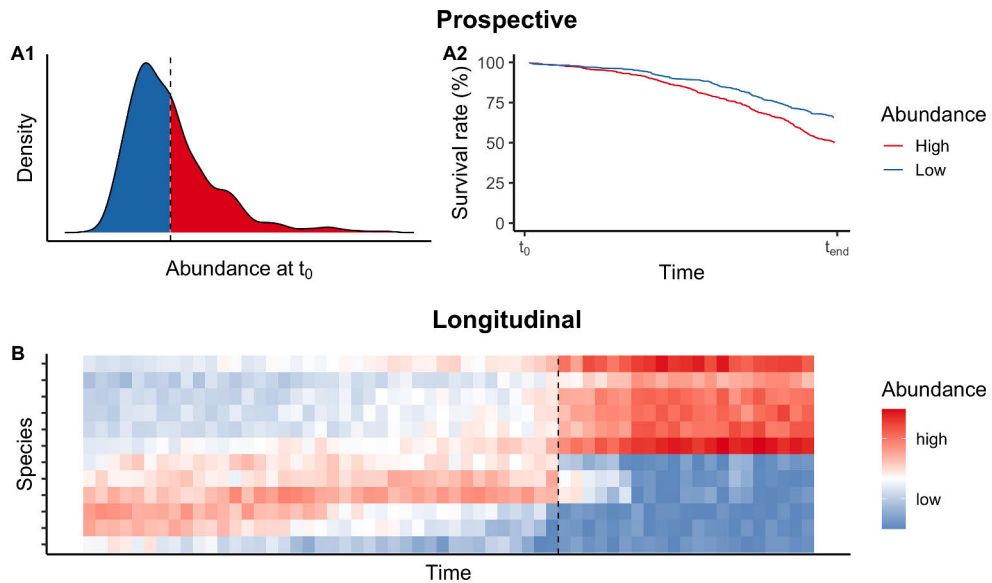 Prospective
A1
Density
Abundance at t₀
A2
Survival rate (%)
100
75
50
25
0
t₀
tend
Time
Abundance
High
Low
Longitudinal
B
Species
Time
Abundance
high
low